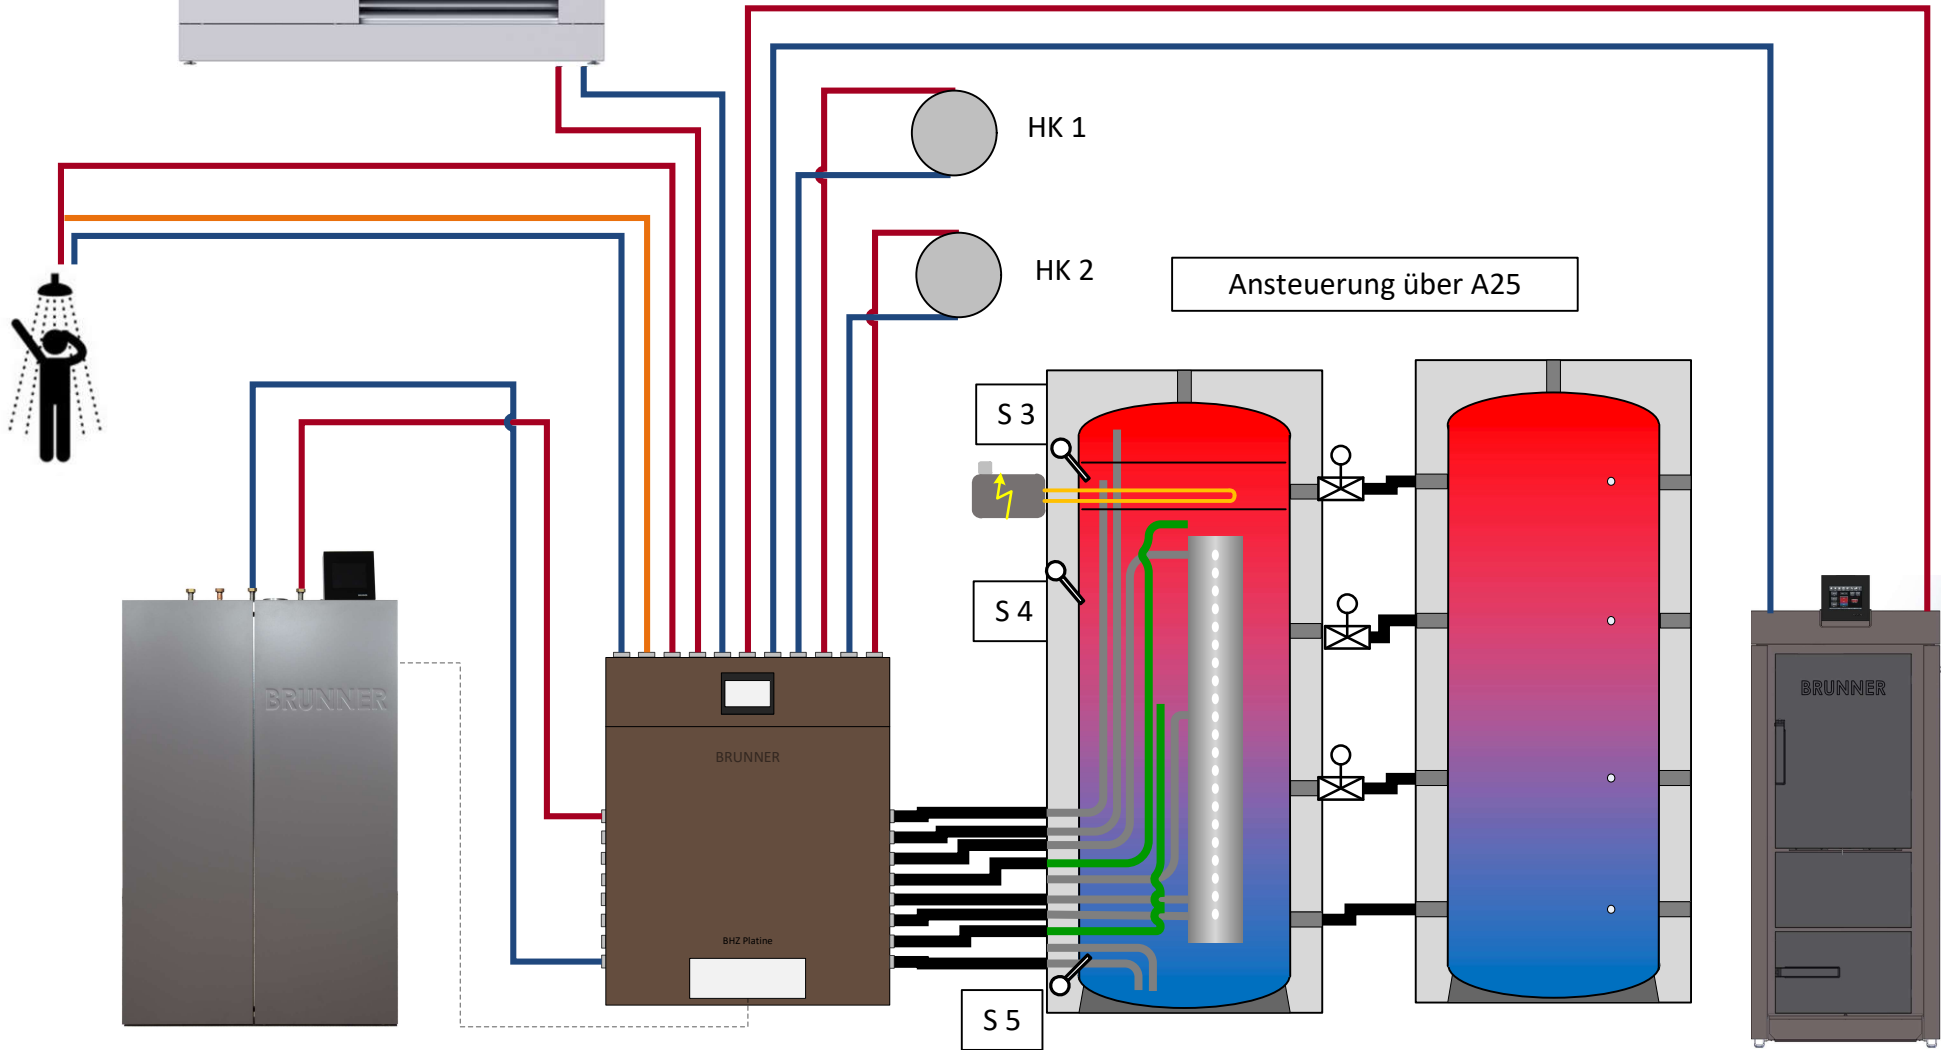 HK 1
HK 2
Ansteuerung über A25
S 3
S 4
BRUNNER
BRUNNER
BRUNNER
BHZ Platine
S 5